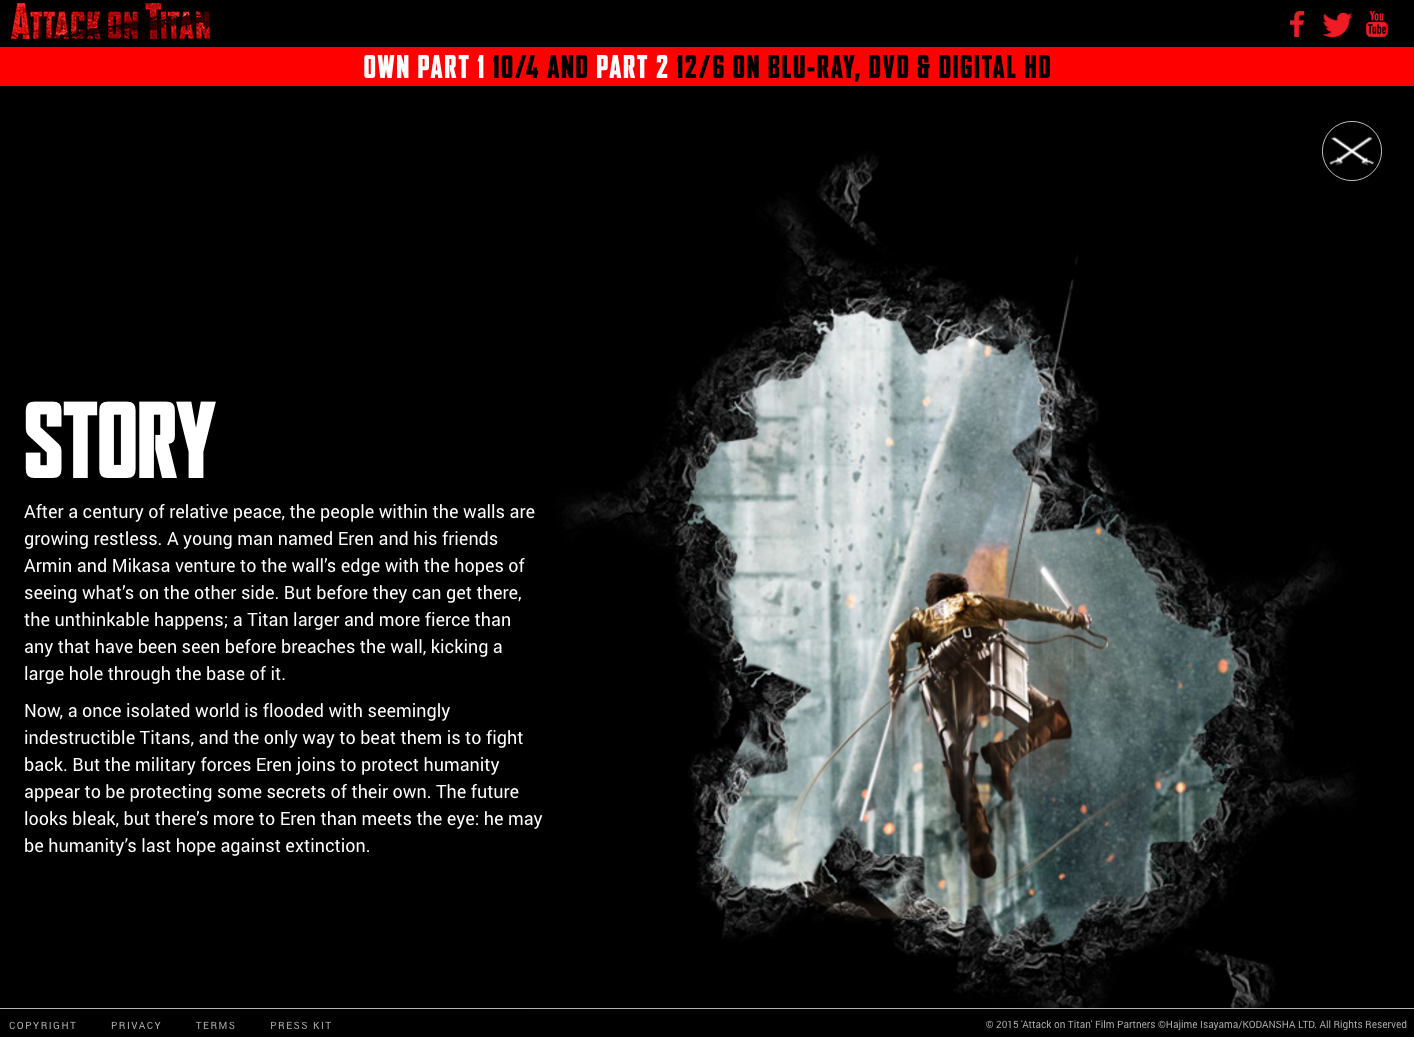 ATTACK ON TITAN
You
Tube
OWN PART 1 10/4 AND PART 2 12/6 ON BLU-RAY, DVD & DIGITAL HD
STORY
After a century of relative peace, the people within the walls are
growing restless. A young man named Eren and his friends
Armin and Mikasa venture to the wall’s edge with the hopes of
seeing what’s on the other side. But before they can get there,
the unthinkable happens; a Titan larger and more fierce than
any that have been seen before breaches the wall, kicking a
large hole through the base of it.
Now, a once isolated world is flooded with seemingly
indestructible Titans, and the only way to beat them is to fight
back. But the military forces Eren joins to protect humanity
appear to be protecting some secrets of their own. The future
looks bleak, but there’s more to Eren than meets the eye: he may
be humanity’s last hope against extinction.
COPYRIGHT PRIVACY TERMS PRESS KIT
© 2015 'Attack on Titan' Film Partners ©Hajime Isayama/KODANSHA LTD. All Rights Reserved